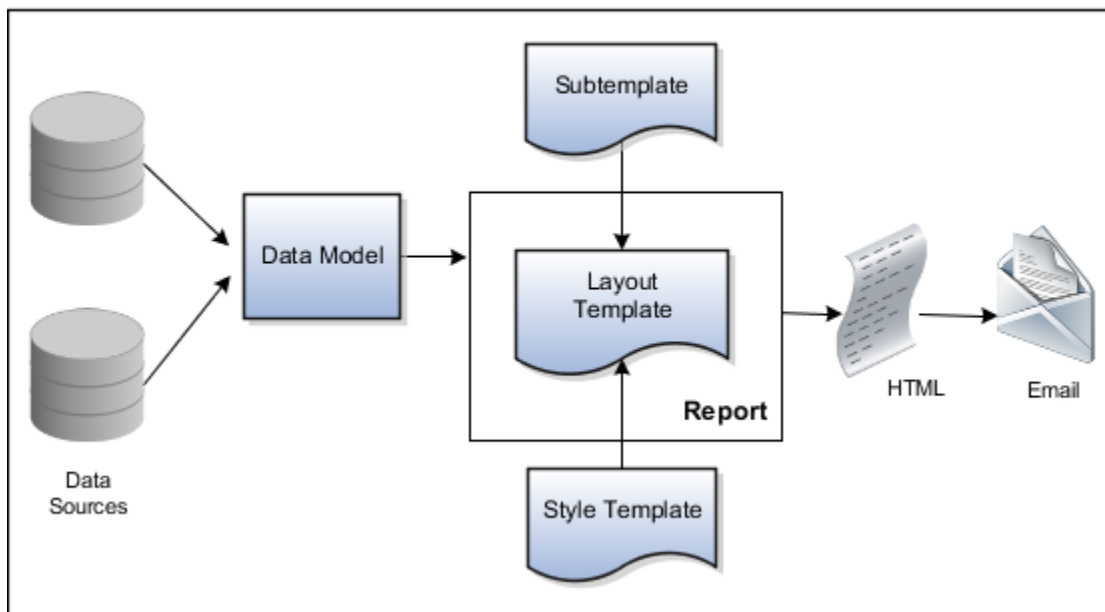 Subtemplate
Data Model
Layout
Template
Report
HTML
Email
Data
Sources
Style Template